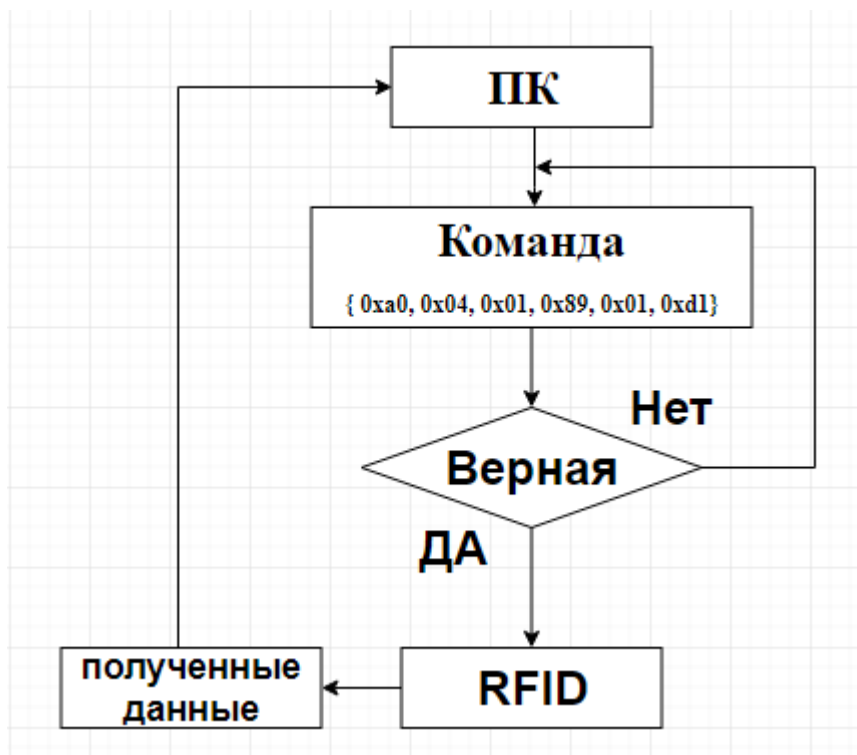 ПК
Команда
{ 0xa0, 0x04, 0x01, 0x89, 0x01, 0xd1}
Нет
Верная
ДА
полученные
данные
RFID